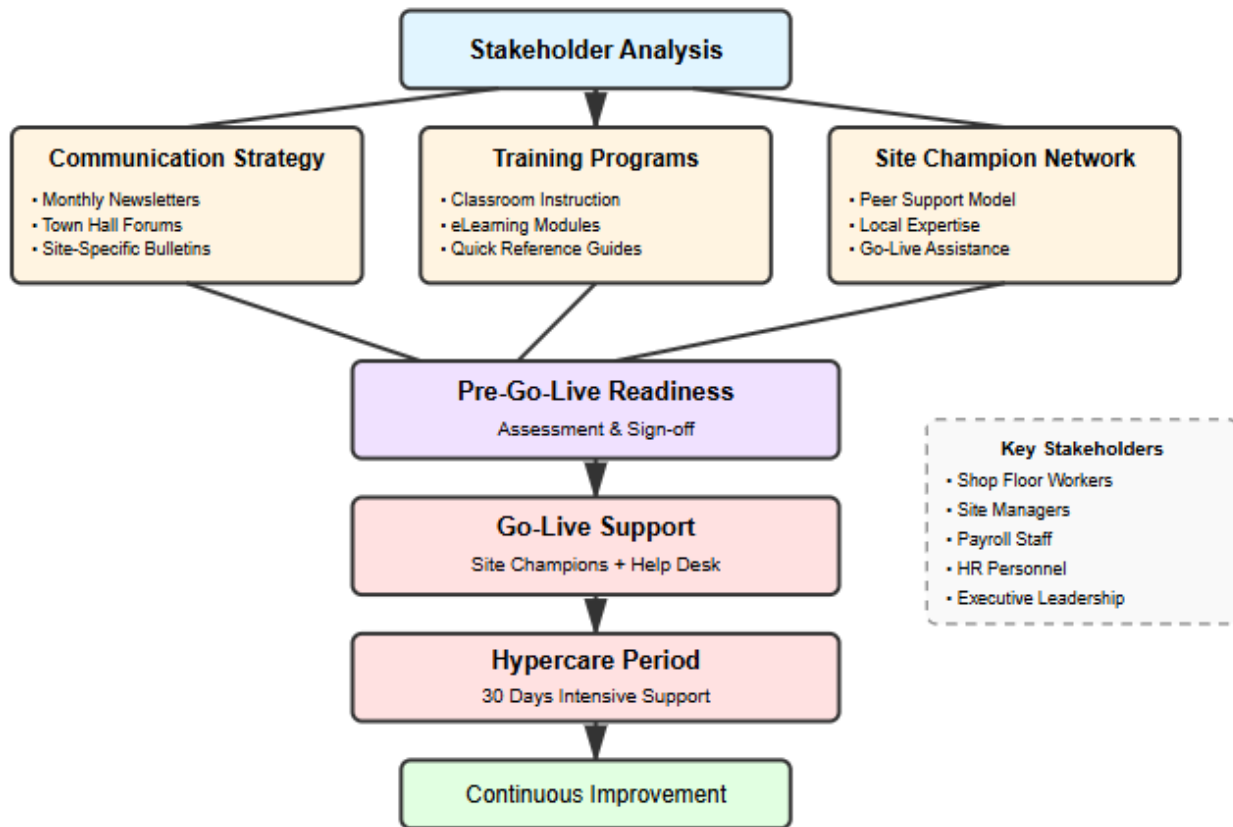 Stakeholder Analysis
Communication Strategy
▪ Monthly Newsletters
▪ Town Hall Forums
▪ Site-Specific Bulletins
Training Programs
▪ Classroom Instruction
▪ eLearning Modules
▪ Quick Reference Guides
Site Champion Network
▪ Peer Support Model
▪ Local Expertise
▪ Go-Live Assistance
Pre-Go-Live Readiness
Assessment & Sign-off
Go-Live Support
Site Champions + Help Desk
Hypercare Period
30 Days Intensive Support
Continuous Improvement
Key Stakeholders
▪ Shop Floor Workers
▪ Site Managers
▪ Payroll Staff
▪ HR Personnel
▪ Executive Leadership